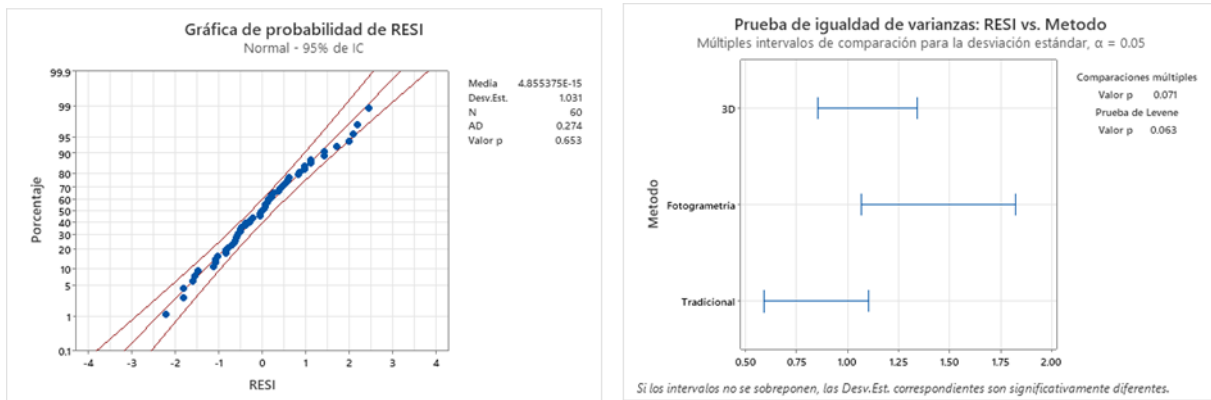 Gráfica de probabilidad de RESI
Normal - 95% de IC
Porcentaje
99.9
99
95
90
80
70
60
50
40
30
20
10
5
1
0.1
-4 -3 -2 -1 0 1 2 3 4
RESI
Media 4.855375E-15
Desv.Est. 1.031
N 60
AD 0.274
Valor p 0.653
Prueba de igualdad de varianzas: RESI vs. Metodo
Múltiples intervalos de comparación para la desviación estándar, α = 0.05
Metodo
3D
Fotogrametría
Tradicional
0.50 0.75 1.00 1.25 1.50 1.75 2.00
Comparaciones múltiples
Valor p 0.071
Prueba de Levene
Valor p 0.063
Si los intervalos no se sobreponen, las Desv.Est. correspondientes son significativamente diferentes.